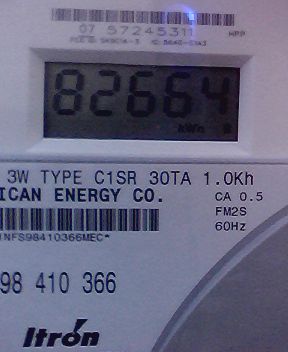 07 57245311
82664
kWh
3W TYPE C1SR 30TA 1.0Kh
ICAN ENERGY CO.
CA 0.5
FM2S
60Hz
NFS98410366MEC*
98 410 366
Itron